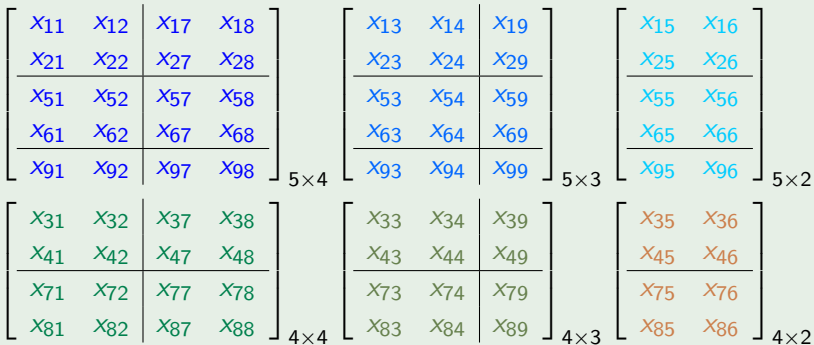 x11 x12 x17 x18 x13 x14 x19 x15 x16
x21 x22 x27 x28 x23 x24 x29 x25 x26
x51 x52 x57 x58 x53 x54 x59 x55 x56
x61 x62 x67 x68 x63 x64 x69 x65 x66
x91 x92 x97 x98 5×4 x93 x94 x99 5×3 x95 x96 5×2
x31 x32 x37 x38 x33 x34 x39 x35 x36
x41 x42 x47 x48 x43 x44 x49 x45 x46
x71 x72 x77 x78 x73 x74 x79 x75 x76
x81 x82 x87 x88 4×4 x83 x84 x89 4×3 x85 x86 4×2